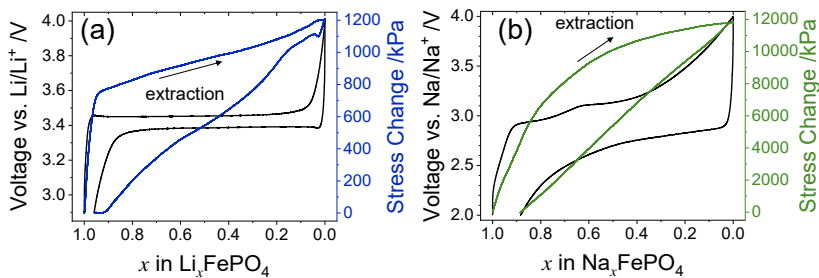 (a)
Voltage vs. Li/Li⁺ /V
4.0
3.8
3.6
3.4
3.2
3.0
extraction
1200
1000
800
600
400
200
0
Stress Change /kPa
1.0 0.8 0.6 0.4 0.2 0.0
x in LiₓFePO₄
(b)
Voltage vs. Na/Na⁺ /V
4.0
3.5
3.0
2.5
2.0
extraction
12000
10000
8000
6000
4000
2000
0
Stress Change /kPa
1.0 0.8 0.6 0.4 0.2 0.0
x in NaₓFePO₄